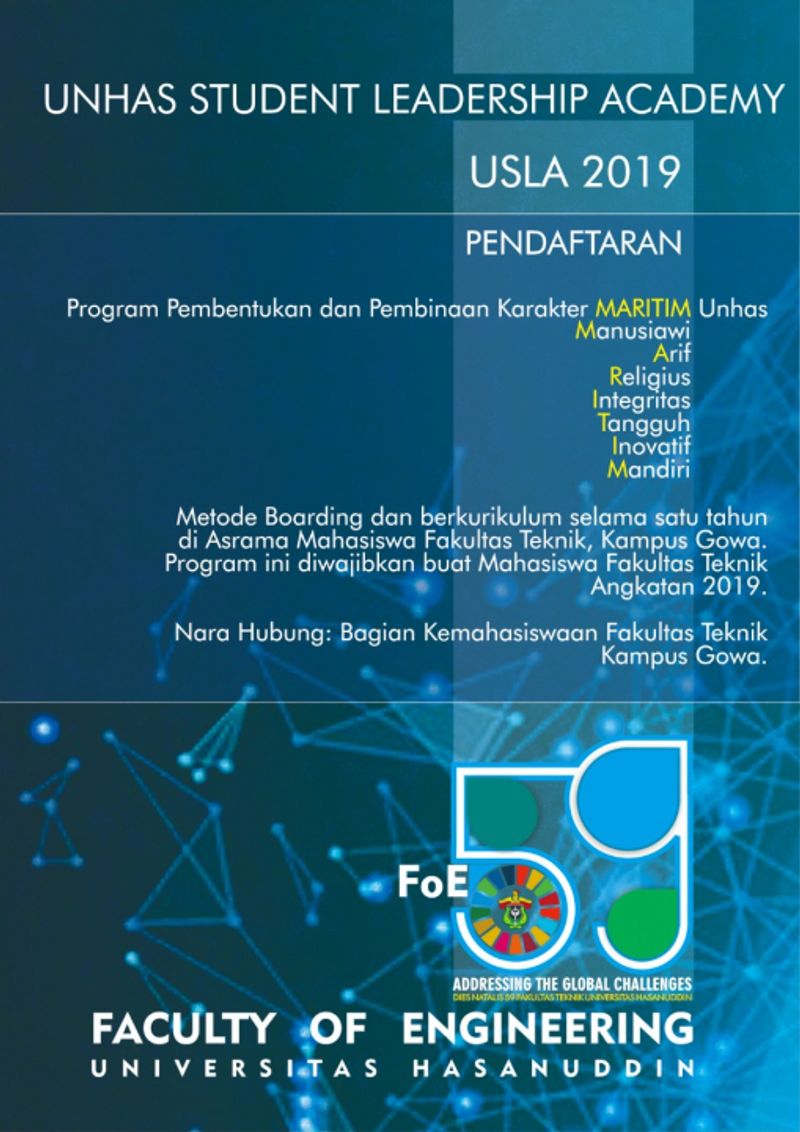 UNHAS STUDENT LEADERSHIP ACADEMY
USLA 2019
PENDAFTARAN
Program Pembentukan dan Pembinaan Karakter MARITIM Unhas
Manusiawi
Arif
Religius
Integritas
Tangguh
Inovatif
Mandiri
Metode Boarding dan berkurikulum selama satu tahun
di Asrama Mahasiswa Fakultas Teknik, Kampus Gowa.
Program ini diwajibkan buat Mahasiswa Fakultas Teknik
Angkatan 2019.
Nara Hubung: Bagian Kemahasiswaan Fakultas Teknik
Kampus Gowa.
FoE
59
ADDRESSING THE GLOBAL CHALLENGES
DIES NATALIS 59 FAKULTAS TEKNIK UNIVERSITAS HASANUDDIN
FACULTY OF ENGINEERING
UNIVERSITAS HASANUDDIN